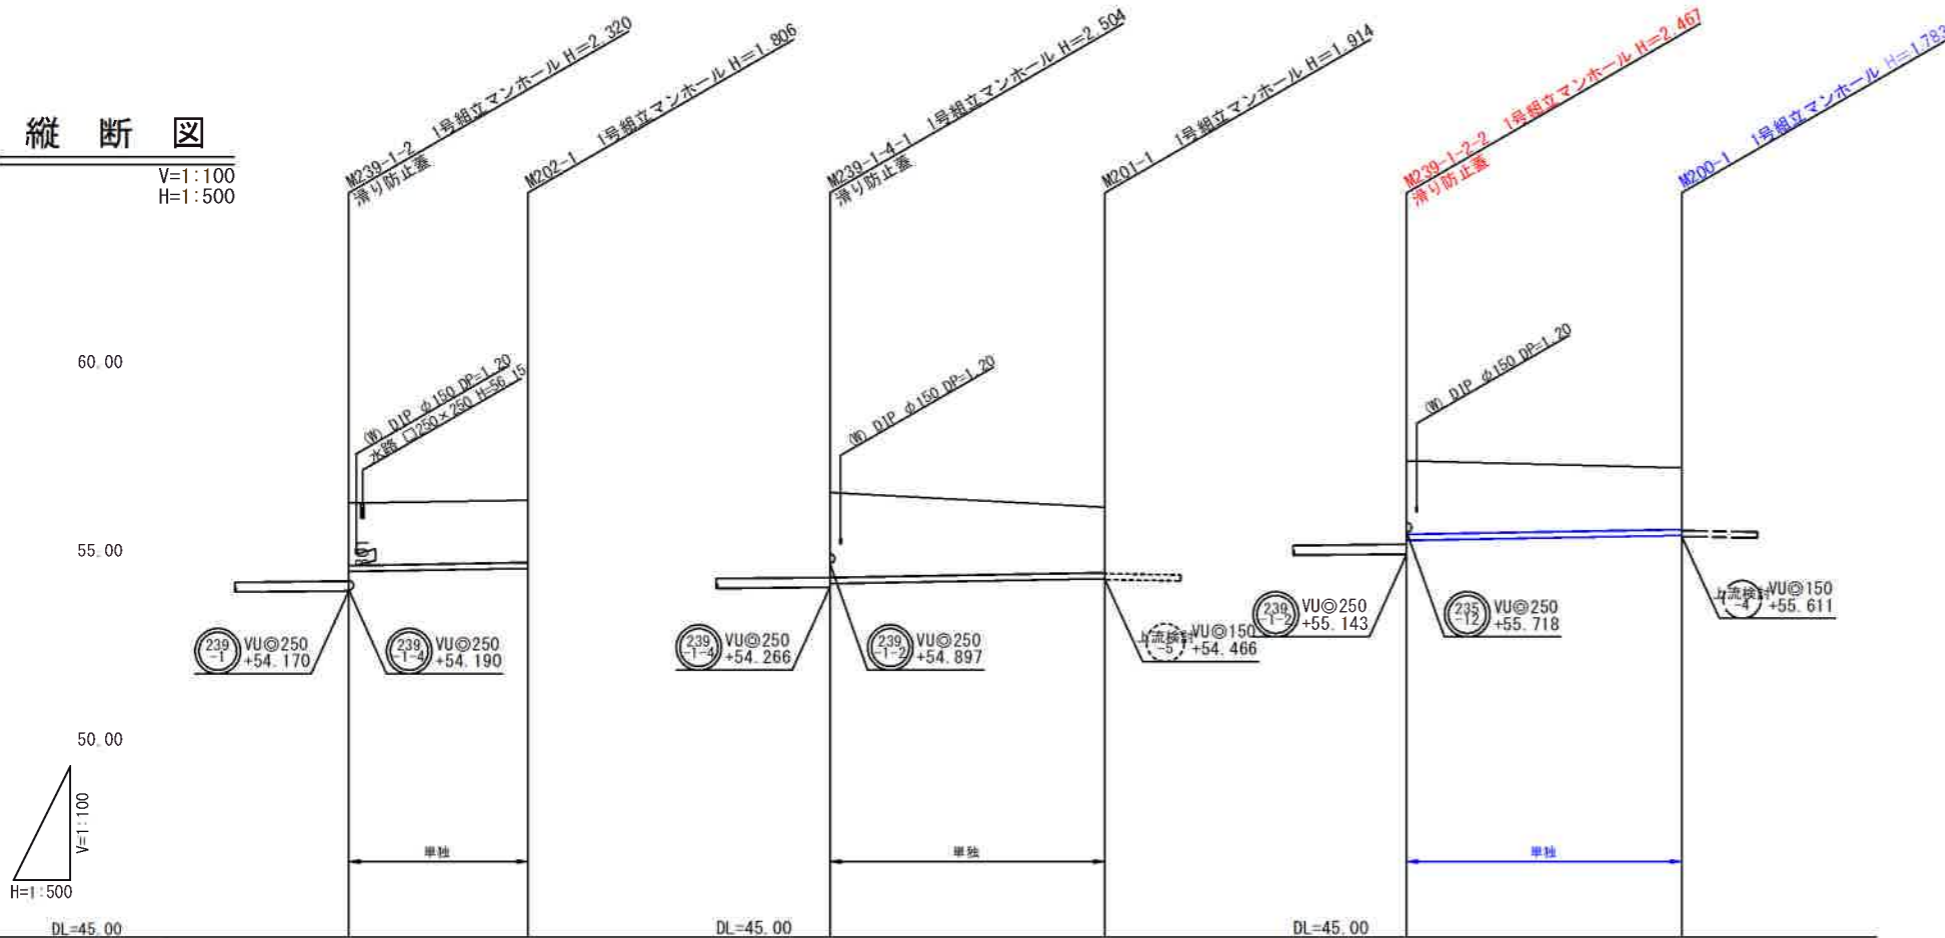 縦 断 図
V=1:100
H=1:500
M239-1-2 1号組立マンホール H=2.320
滑り防止蓋
M202-1 1号組立マンホール H=1.806
M239-1-4-1 1号組立マンホール H=2.504
滑り防止蓋
M201-1 1号組立マンホール H=1.914
M239-1-2-2 1号組立マンホール H=2.467
滑り防止蓋
M200-1 1号組立マンホール H=1.783
60.00
(W) DIP φ150 DP=1.20
水路 □250×250 H=56.15
(W) DIP φ150 DP=1.20
(W) DIP φ150 DP=1.20
55.00
239
-1
VU◎250
+54.170
239
-1-4
VU◎250
+54.190
239
-1-4
VU◎250
+54.266
239
-1-2
VU◎250
+54.897
上流検討
-5
VU◎150
+54.466
239
-1-2
VU◎250
+55.143
235
-12
VU◎250
+55.718
上流検討
-4
VU◎150
+55.611
50.00
V=1:100
H=1:500
単独
単独
単独
DL=45.00
DL=45.00
DL=45.00